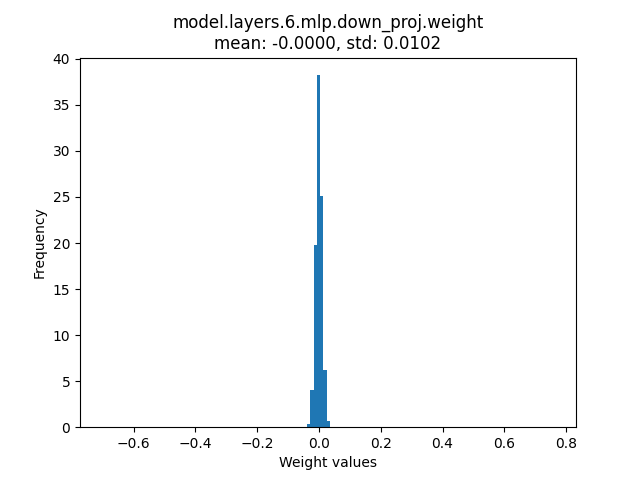 model.layers.6.mlp.down_proj.weight
mean: -0.0000, std: 0.0102
40
35
30
25
20
15
10
5
0
Frequency
−0.6 −0.4 −0.2 0.0 0.2 0.4 0.6 0.8
Weight values